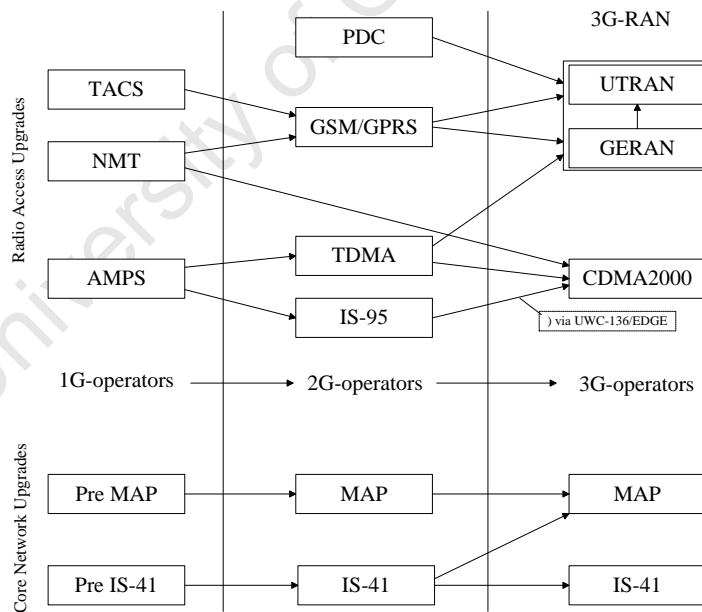 3G-RAN
PDC
TACS
UTRAN
GSM/GPRS
NMT
GERAN
Radio Access Upgrades
TDMA
AMPS
CDMA2000
IS-95
) via UWC-136/EDGE
1G-operators
2G-operators
3G-operators
Core Network Upgrades
Pre MAP
MAP
MAP
Pre IS-41
IS-41
IS-41
University of C